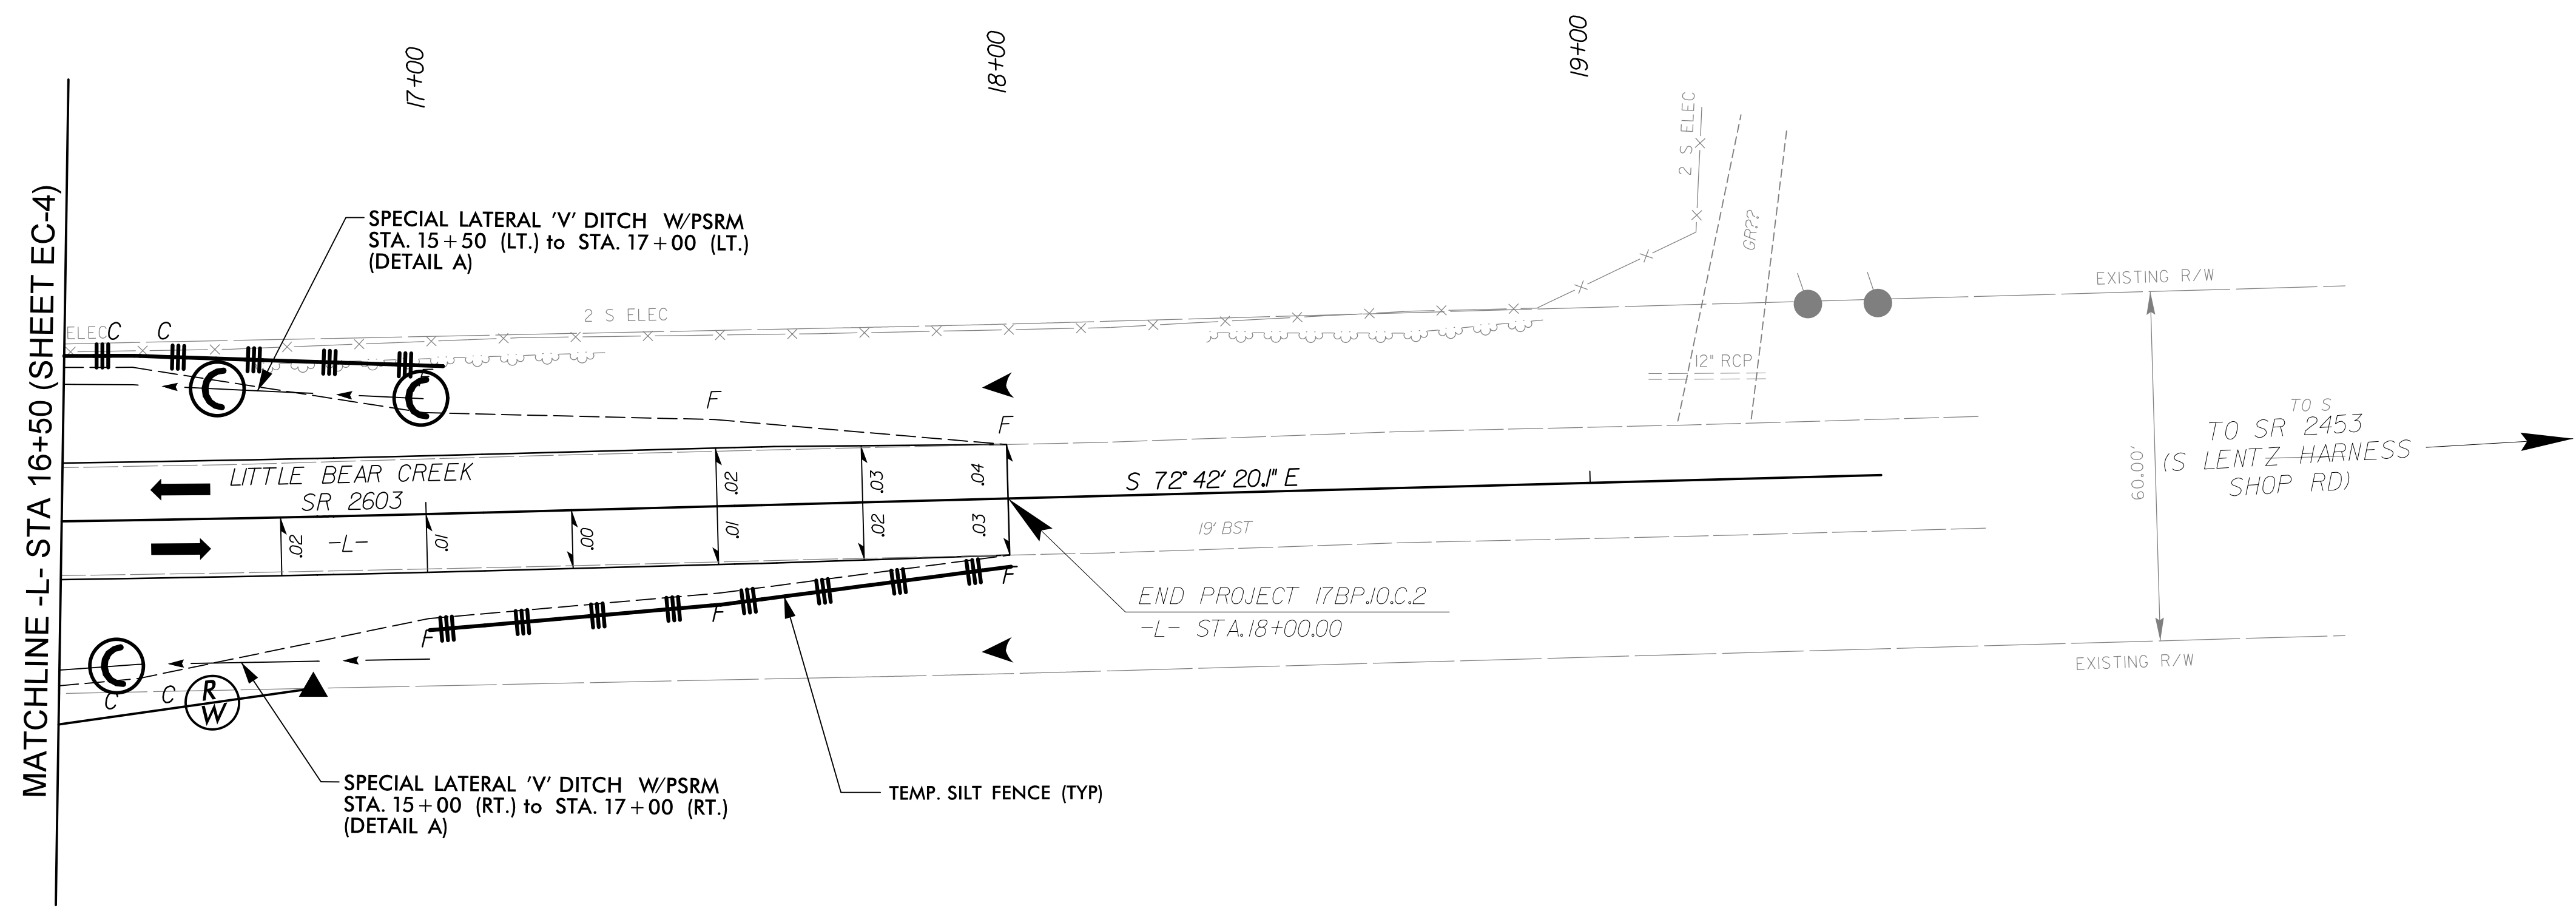 17+00
18+00
19+00
MATCHLINE -L- STA 16+50 (SHEET EC-4)
SPECIAL LATERAL 'V' DITCH W/PSRM
STA. 15+50 (LT.) to STA. 17+00 (LT.)
(DETAIL A)
2 S ELEC
GR??
ELEC
C
C
2 S ELEC
EXISTING R/W
12" RCP
F
F
60.00'
TO S
TO SR 2453
(S LENTZ HARNESS
SHOP RD)
LITTLE BEAR CREEK
SR 2603
-L-
.02
.03
.04
.02
.01
.00
.01
.02
.03
S 72° 42' 20.1" E
19' BST
END PROJECT 17BP.10.C.2
-L- STA.18+00.00
F
F
F
EXISTING R/W
C
C
R
W
SPECIAL LATERAL 'V' DITCH W/PSRM
STA. 15+00 (RT.) to STA. 17+00 (RT.)
(DETAIL A)
TEMP. SILT FENCE (TYP)